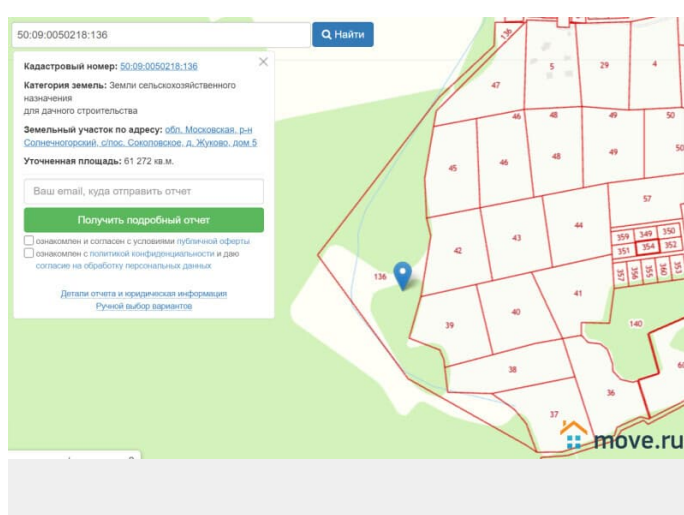 50:09:0050218:136
Найти
Кадастровый номер: 50:09:0050218:136
Категория земель: Земли сельскохозяйственного
назначения
для дачного строительства
Земельный участок по адресу: обл. Московская, р-н
Солнечногорский, с/пос. Соколовское, д. Жуково, дом 5
Уточненная площадь: 61 272 кв.м.
Ваш email, куда отправить отчет
Получить подробный отчет
ознакомлен и согласен с условиями публичной оферты
ознакомлен с политикой конфиденциальности и даю
согласие на обработку персональных данных
Детали отчета и юридическая информация
Ручной выбор вариантов
136
5
29
4
47
46
48
49
50
45
46
48
49
50
57
44
359
349
350
351
354
352
42
43
357
356
355
360
353
136
41
39
40
140
38
36
37
move.ru